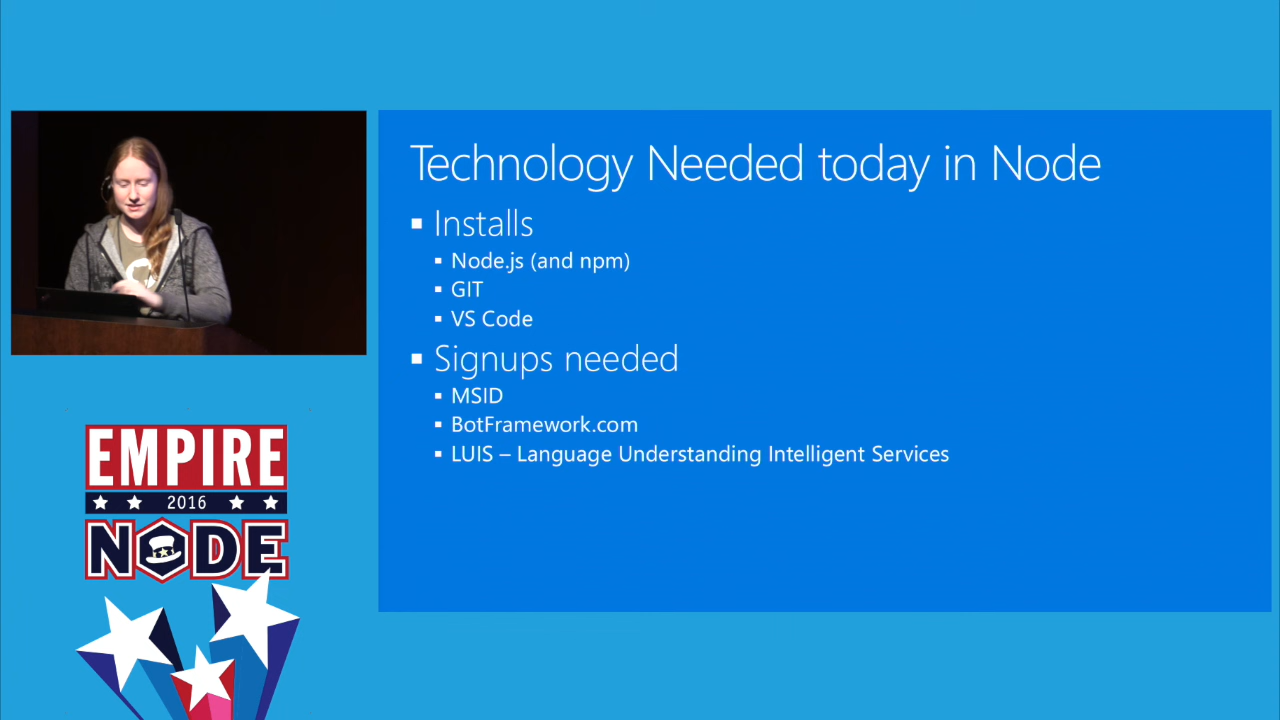 Technology Needed today in Node
Installs
Node.js (and npm)
GIT
VS Code
Signups needed
MSID
BotFramework.com
LUIS – Language Understanding Intelligent Services
EMPIRE
2016
NODE